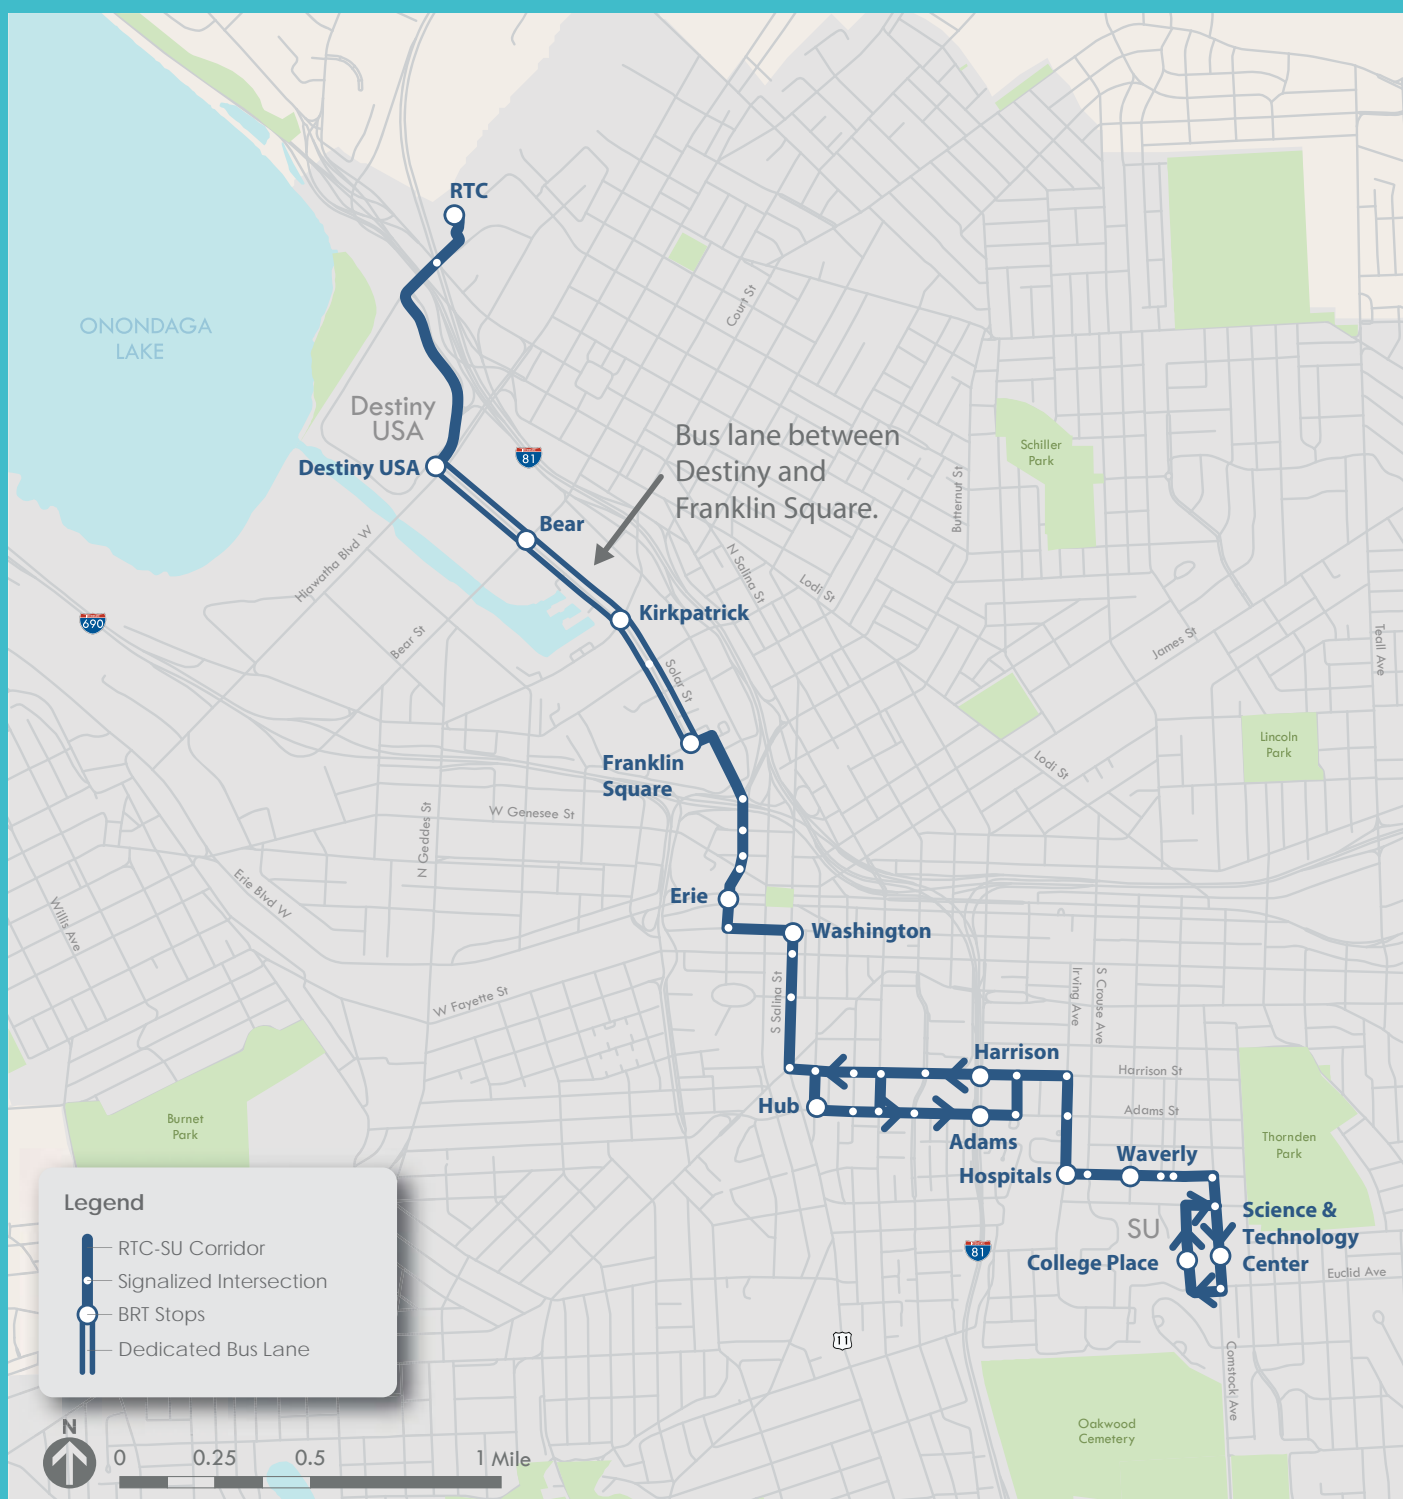 RTC
ONONDAGA
LAKE
Court St
Destiny
USA
Destiny USA
81
Bus lane between
Destiny and
Franklin Square.
Schiller
Park
Butternut St
Bear
Hiawatha Blvd W
N Salina St
Lodi St
690
Kirkpatrick
Bear St
James St
Teall Ave
Solar St
Franklin
Square
Lincoln
Park
Lodi St
W Genesee St
N Geddes St
Erie Blvd W
Willis Ave
Erie
Washington
W Fayette St
S Salina St
Irving Ave
S Crouse Ave
Harrison
Harrison St
Hub
Adams St
Adams
Burnet
Park
Thornden
Park
Waverly
Hospitals
SU
Science &
Technology
Center
College Place
81
Euclid Ave
11
Comstock Ave
Oakwood
Cemetery
Legend
RTC-SU Corridor
Signalized Intersection
BRT Stops
Dedicated Bus Lane
N
0 0.25 0.5 1 Mile